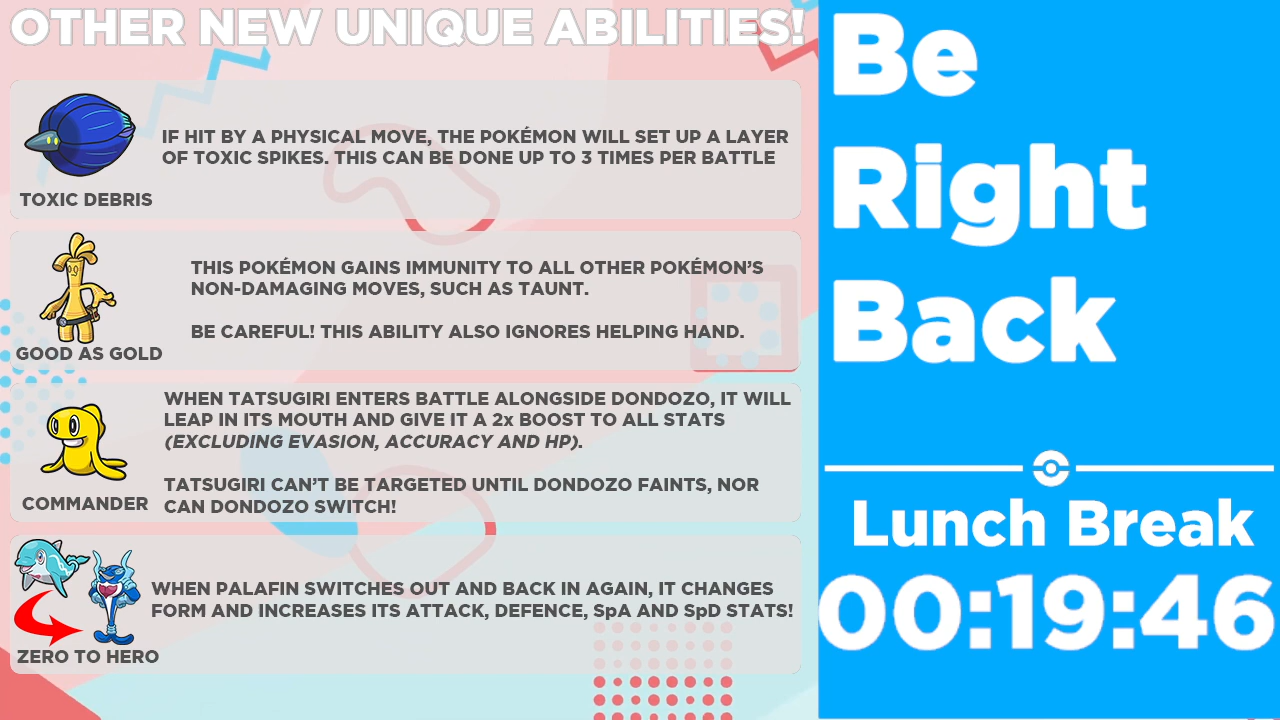 OTHER NEW UNIQUE ABILITIES!
IF HIT BY A PHYSICAL MOVE, THE POKÉMON WILL SET UP A LAYER
OF TOXIC SPIKES. THIS CAN BE DONE UP TO 3 TIMES PER BATTLE
TOXIC DEBRIS
THIS POKÉMON GAINS IMMUNITY TO ALL OTHER POKÉMON'S
NON-DAMAGING MOVES, SUCH AS TAUNT.
BE CAREFUL! THIS ABILITY ALSO IGNORES HELPING HAND.
GOOD AS GOLD
WHEN TATSUGIRI ENTERS BATTLE ALONGSIDE DONDOZO, IT WILL
LEAP IN ITS MOUTH AND GIVE IT A 2x BOOST TO ALL STATS
(EXCLUDING EVASION, ACCURACY AND HP).
TATSUGIRI CAN'T BE TARGETED UNTIL DONDOZO FAINTS, NOR
CAN DONDOZO SWITCH!
COMMANDER
WHEN PALAFIN SWITCHES OUT AND BACK IN AGAIN, IT CHANGES
FORM AND INCREASES ITS ATTACK, DEFENCE, SpA AND SpD STATS!
ZERO TO HERO
Be
Right
Back
Lunch Break
00:19:46